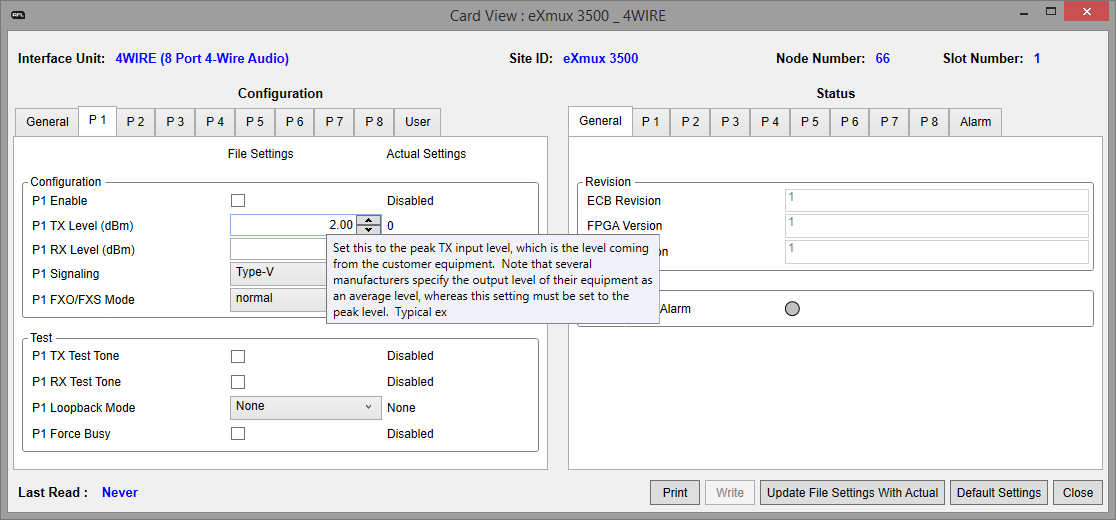 AFL
Card View : eXmux 3500 _ 4WIRE
Interface Unit: 4WIRE (8 Port 4-Wire Audio) Site ID: eXmux 3500 Node Number: 66 Slot Number: 1
Configuration
General P 1 P 2 P 3 P 4 P 5 P 6 P 7 P 8 User
File Settings Actual Settings
Configuration
P1 Enable Disabled
P1 TX Level (dBm) 2.00 0
P1 RX Level (dBm)
P1 Signaling Type-V
P1 FXO/FXS Mode normal
Set this to the peak TX input level, which is the level coming
from the customer equipment. Note that several
manufacturers specify the output level of their equipment as
an average level, whereas this setting must be set to the
peak level. Typical ex
Test
P1 TX Test Tone Disabled
P1 RX Test Tone Disabled
P1 Loopback Mode None None
P1 Force Busy Disabled
Status
General P 1 P 2 P 3 P 4 P 5 P 6 P 7 P 8 Alarm
Revision
ECB Revision 1
FPGA Version 1
on 1
Alarm
Last Read : Never
Print Write Update File Settings With Actual Default Settings Close